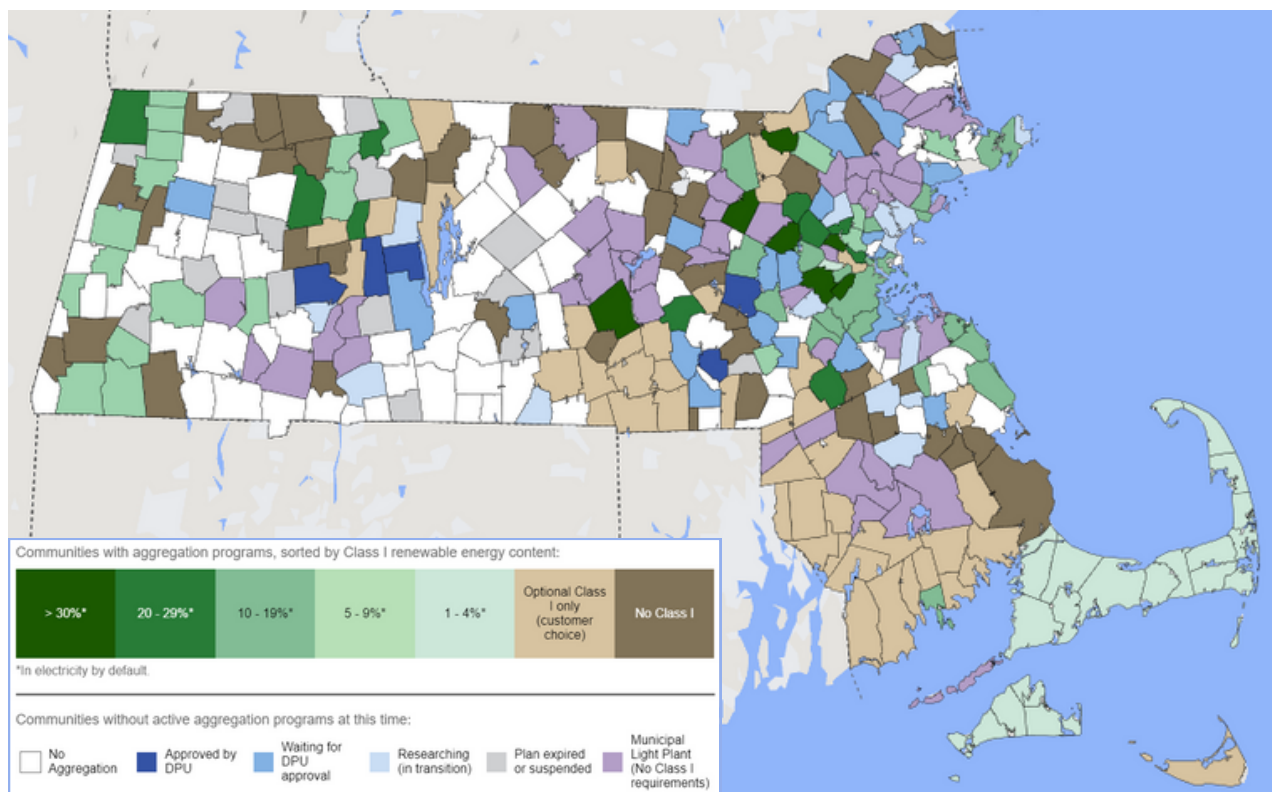 Communities with aggregation programs, sorted by Class I renewable energy content:
> 30%*
20 - 29%*
10 - 19%*
5 - 9%*
1 - 4%*
Optional Class
I only
(customer
choice)
No Class I
*In electricity by default.
Communities without active aggregation programs at this time:
No
Aggregation
Approved by
DPU
Waiting for
DPU
approval
Researching
(in transition)
Plan expired
or suspended
Municipal
Light Plant
(No Class I
requirements)